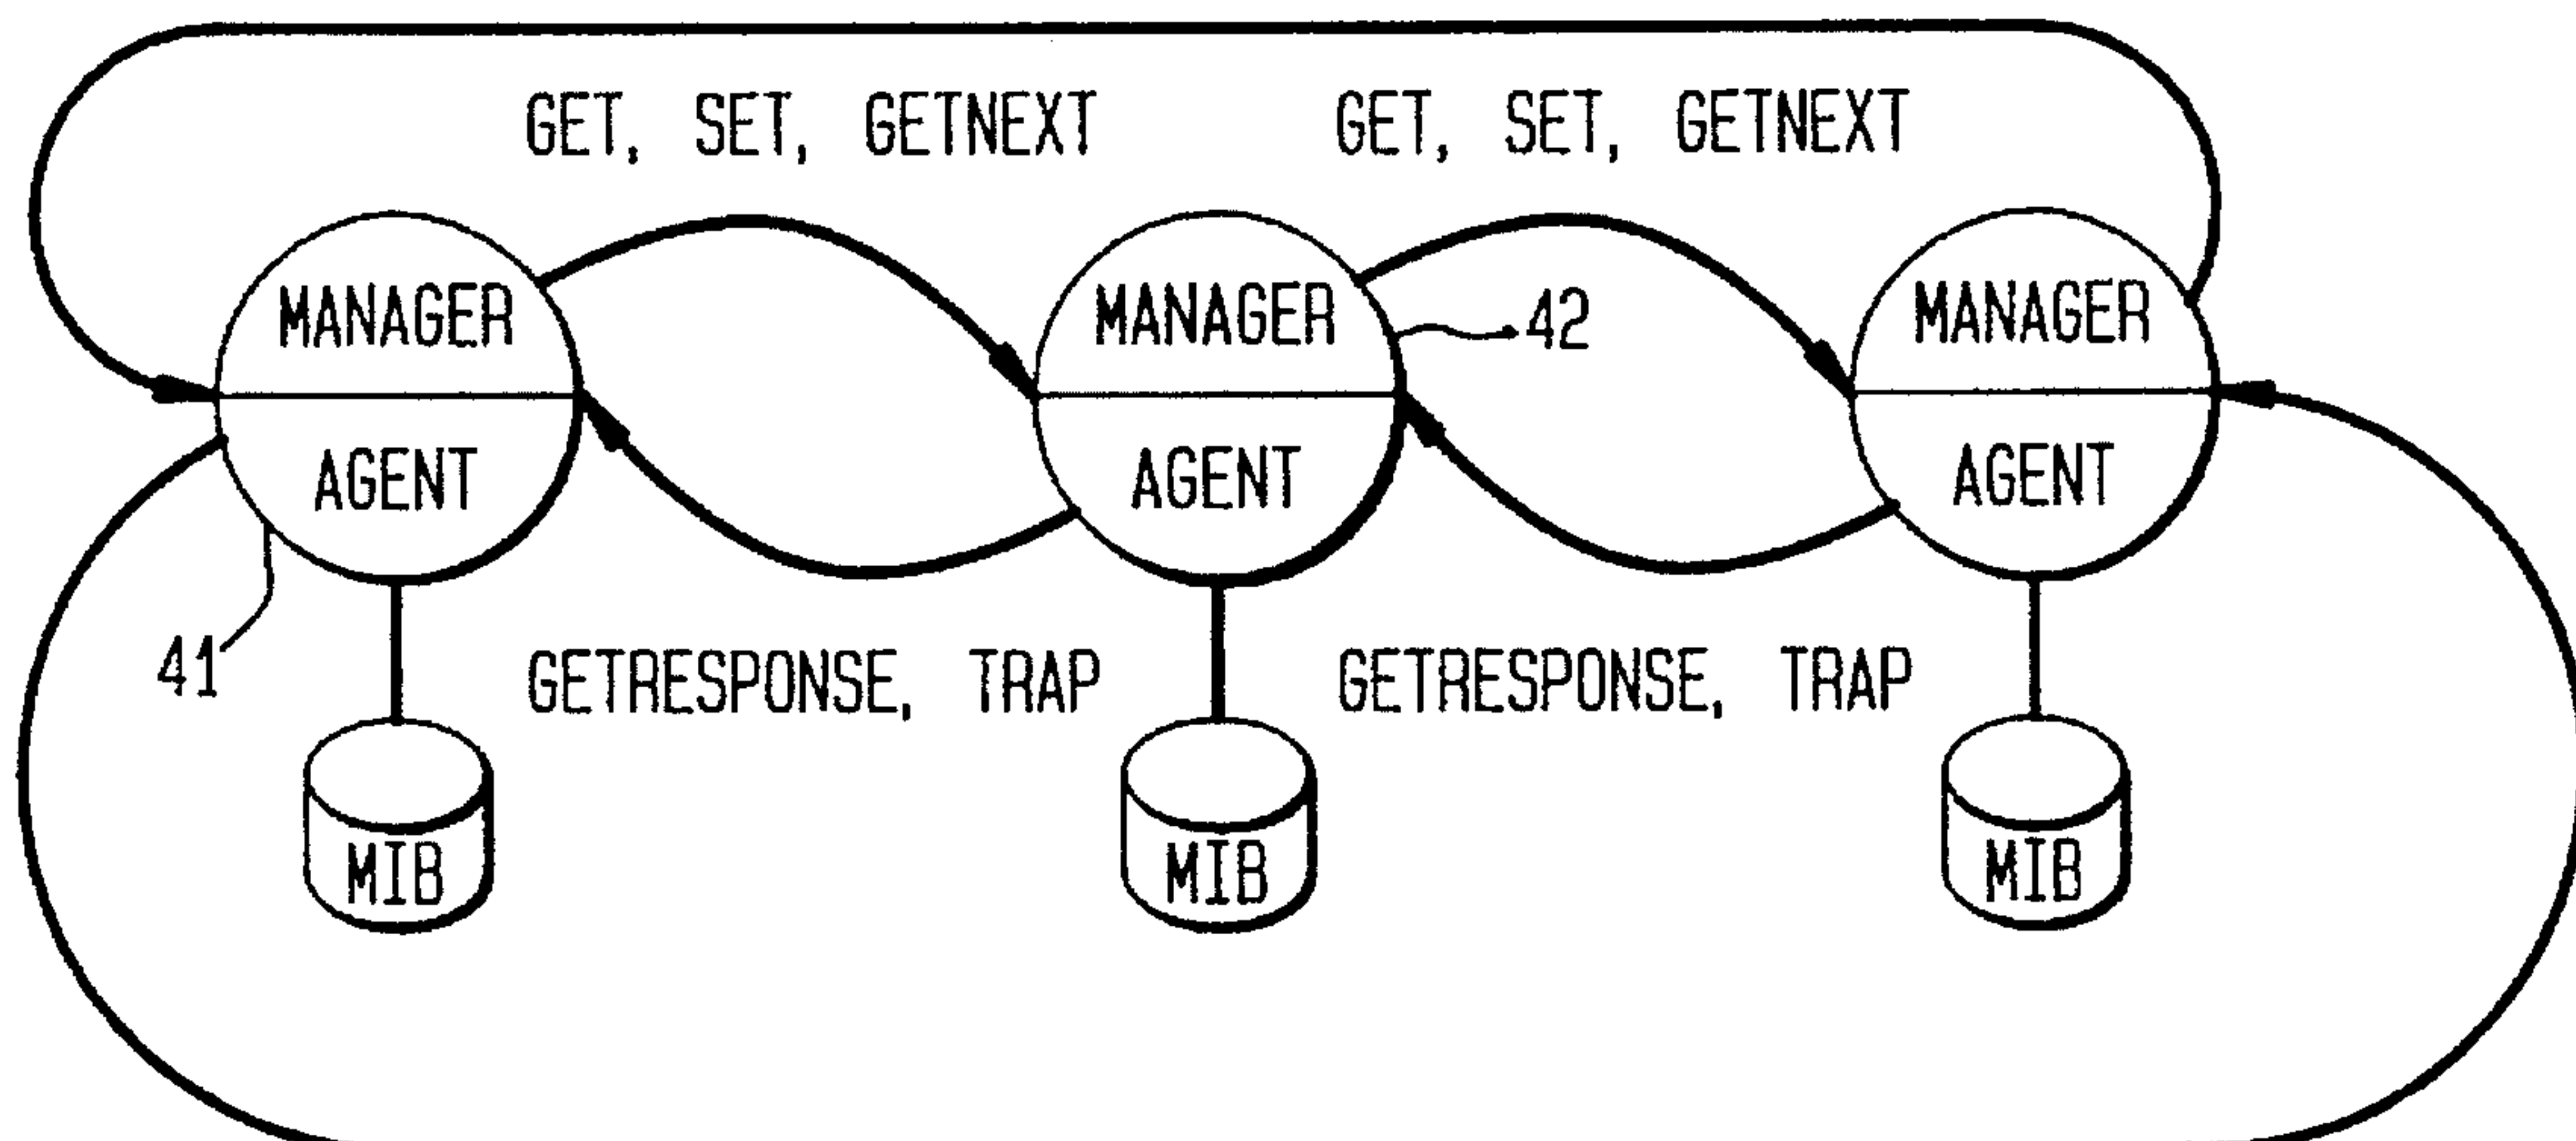 GET, SET, GETNEXT
GET, SET, GETNEXT
MANAGER
MANAGER
42
MANAGER
AGENT
AGENT
AGENT
41
GETRESPONSE, TRAP
GETRESPONSE, TRAP
MIB
MIB
MIB